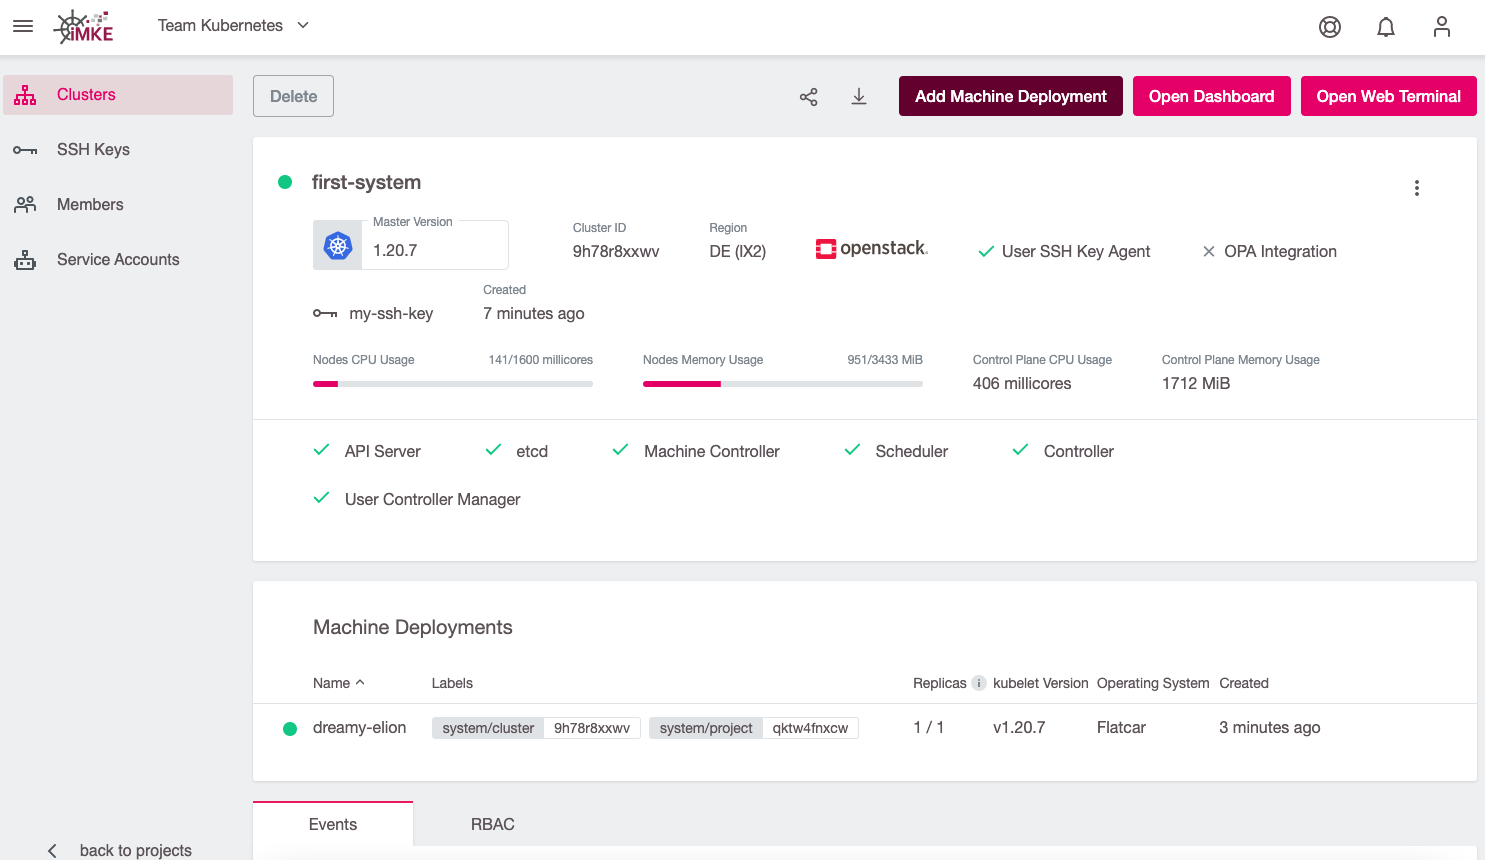 iMKE Team Kubernetes
Clusters
SSH Keys
Members
Service Accounts
back to projects
Delete Add Machine Deployment Open Dashboard Open Web Terminal
first-system
Master Version
1.20.7
Cluster ID
9h78r8xxwv
Region
DE (IX2)
openstack.
User SSH Key Agent
OPA Integration
my-ssh-key
Created
7 minutes ago
Nodes CPU Usage 141/1600 millicores
Nodes Memory Usage 951/3433 MiB
Control Plane CPU Usage
406 millicores
Control Plane Memory Usage
1712 MiB
API Server etcd Machine Controller Scheduler Controller
User Controller Manager
Machine Deployments
Name Labels Replicas i kubelet Version Operating System Created
dreamy-elion system/cluster 9h78r8xxwv system/project qktw4fnxcw 1 / 1 v1.20.7 Flatcar 3 minutes ago
Events RBAC